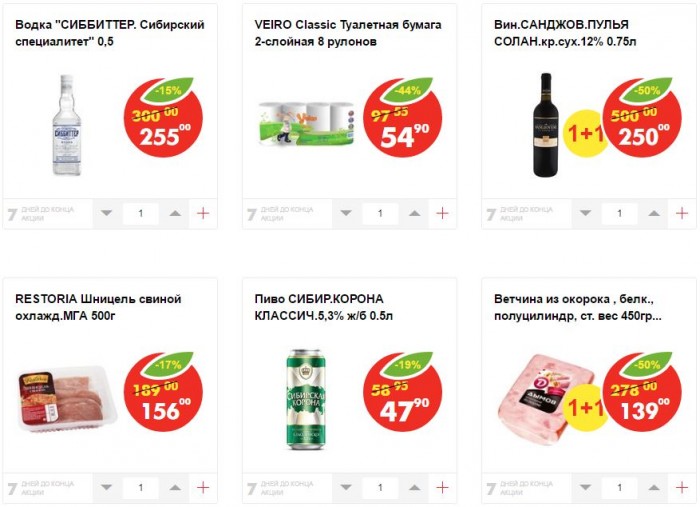 Водка "СИББИТТЕР. Сибирский
специалитет" 0,5
-15%
300 00
255 00
СИББИТТЕР
7 ДНЕЙ ДО КОНЦА
АКЦИИ
1
+
VEIRO Classic Туалетная бумага
2-слойная 8 рулонов
Veiro
-44%
97 55
54 90
7 ДНЕЙ ДО КОНЦА
АКЦИИ
1
+
Вин.САНДЖОВ.ПУЛЬЯ
СОЛАН.кр.сух.12% 0.75л
-50%
1+1
500 00
250 00
7 ДНЕЙ ДО КОНЦА
АКЦИИ
1
+
RESTORIA Шницель свиной
охлажд.МГА 500г
-17%
189 00
156 00
7 ДНЕЙ ДО КОНЦА
АКЦИИ
1
+
Пиво СИБИР.КОРОНА
КЛАССИЧ.5,3% ж/б 0.5л
-19%
58 95
47 90
СИБИРСКАЯ
КОРОНА
7 ДНЕЙ ДО КОНЦА
АКЦИИ
1
+
Ветчина из окорока , белк.,
полуцилиндр, ст. вес 450гр...
-50%
278 00
1+1
139 00
Д
ДЫМОВ
7 ДНЕЙ ДО КОНЦА
АКЦИИ
1
+